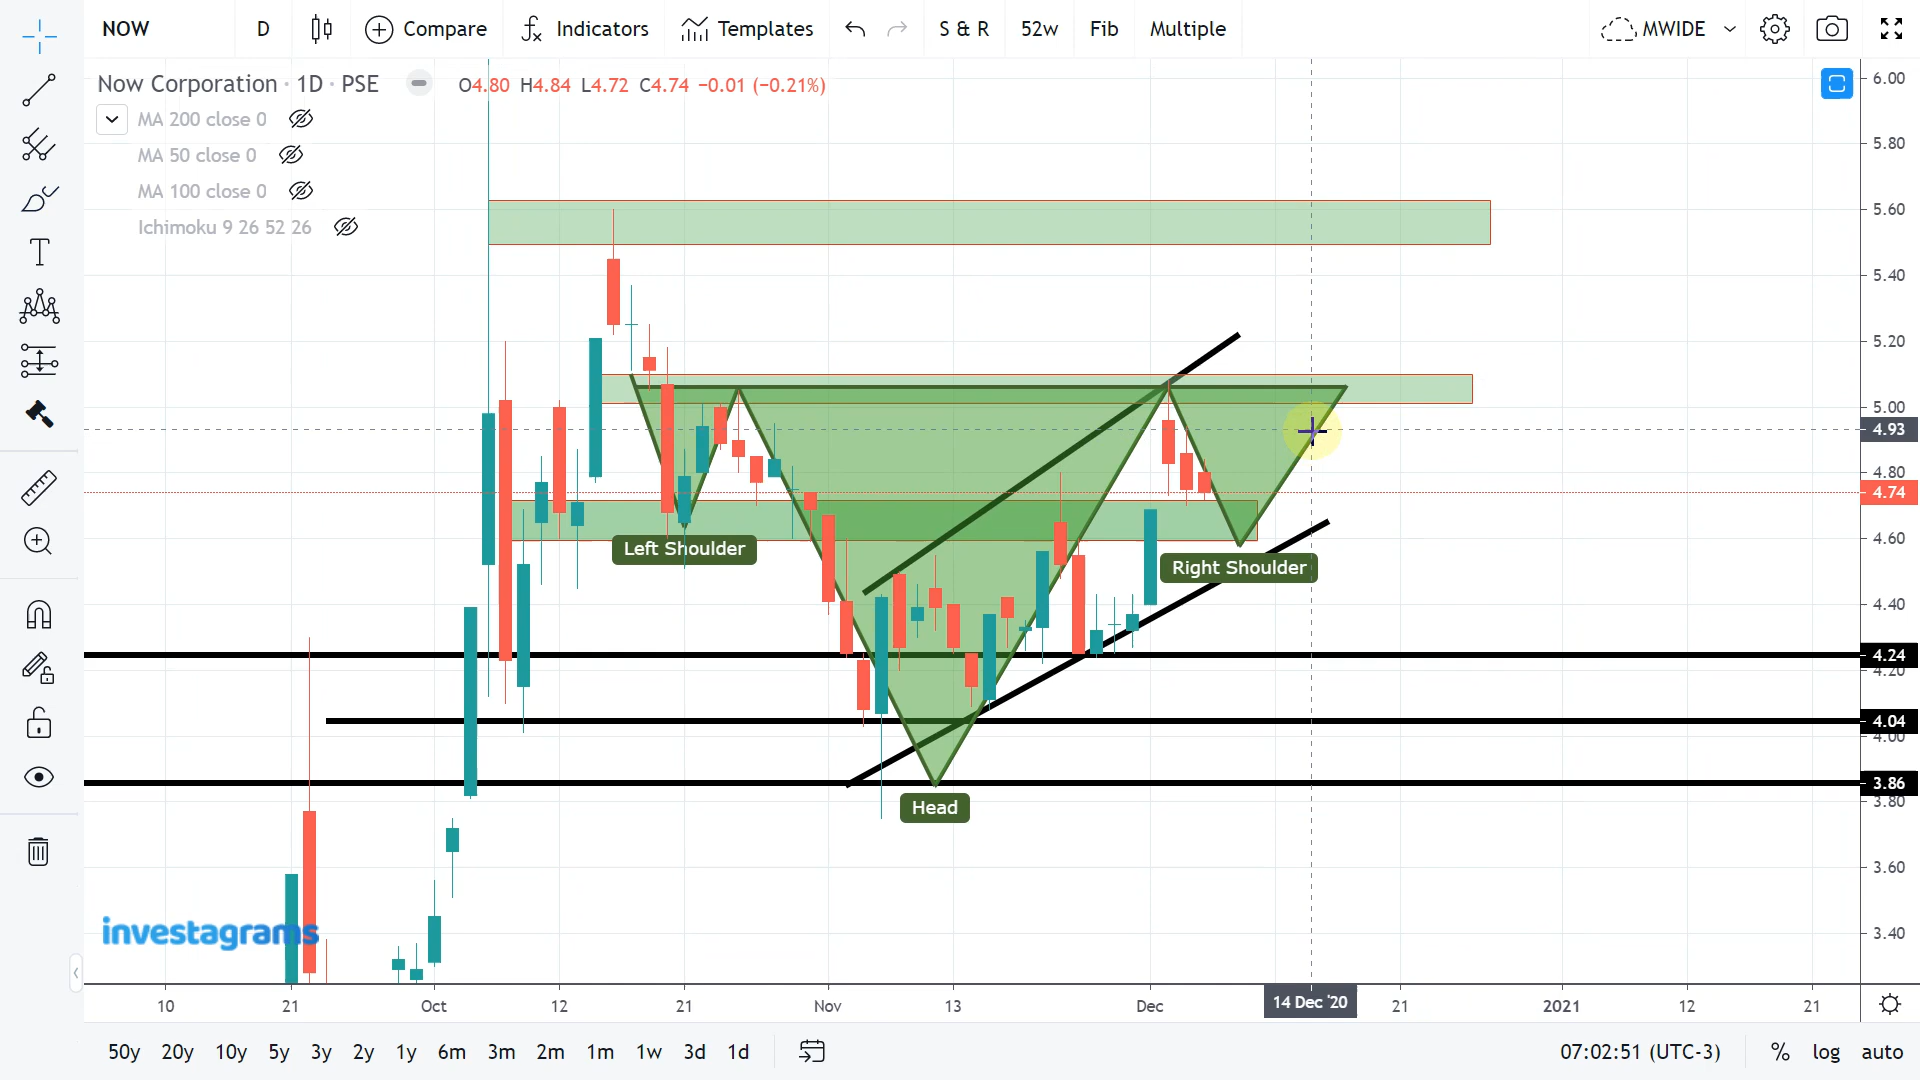 NOW D Compare Indicators Templates S & R 52w Fib Multiple MWIDE
Now Corporation · 1D · PSE O4.80 H4.84 L4.72 C4.74 −0.01 (−0.21%)
MA 200 close 0
MA 50 close 0
MA 100 close 0
Ichimoku 9 26 52 26
6.00
5.80
5.60
5.40
5.20
5.00
4.93
4.80
4.74
4.60
4.40
4.24
4.20
4.04
4.00
3.86
3.80
3.60
3.40
Left Shoulder
Right Shoulder
Head
investagrams
10 21 Oct 12 21 Nov 13 Dec 14 Dec '20 21 2021 12 21
50y 20y 10y 5y 3y 2y 1y 6m 3m 2m 1m 1w 3d 1d 07:02:51 (UTC-3) % log auto